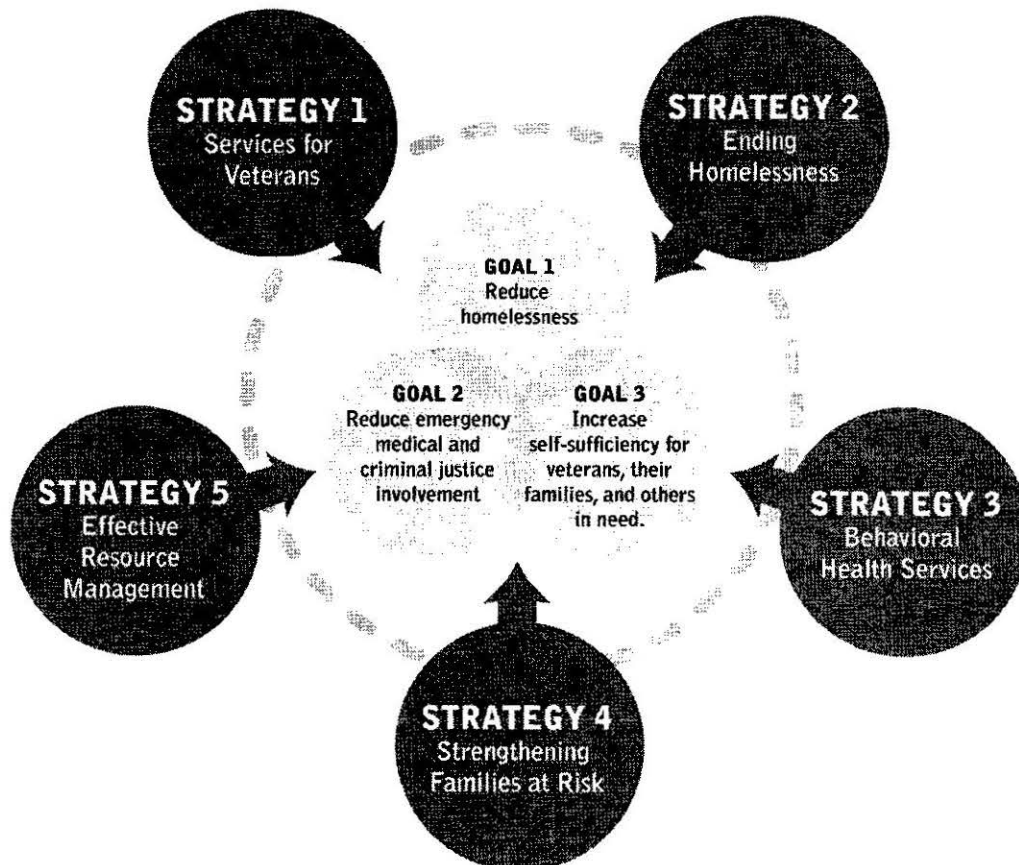 STRATEGY 1
Services for
Veterans
STRATEGY 2
Ending
Homelessness
GOAL 1
Reduce
homelessness
GOAL 2
Reduce emergency
medical and
criminal justice
involvement
GOAL 3
Increase
self-sufficiency for
veterans, their
families, and others
in need.
STRATEGY 5
Effective
Resource
Management
STRATEGY 3
Behavioral
Health Services
STRATEGY 4
Strengthening
Families at Risk